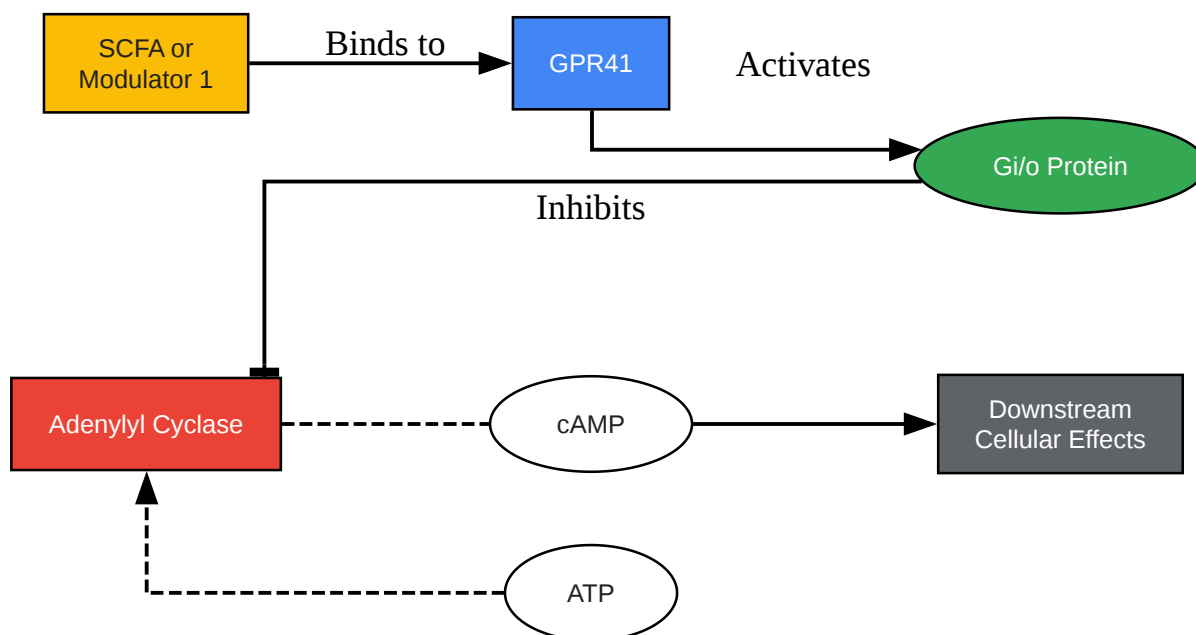 SCFA or
Modulator 1
Binds to
GPR41
Activates
Gi/o Protein
Inhibits
Adenylyl Cyclase
cAMP
Downstream
Cellular Effects
ATP